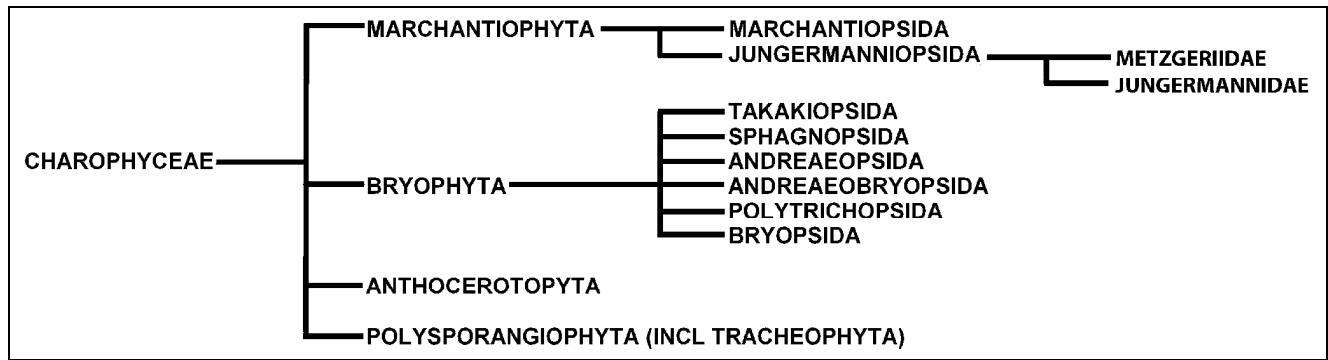 MARCHANTIOPHYTA MARCHANTIOPSIDA
JUNGERMANNIOPSIDA METZGERIIDAE
JUNGERMANNIDAE
TAKAKIOPSIDA
SPHAGNOPSIDA
CHAROPHYCEAE ANDREAEOPSIDA
BRYOPHYTA ANDREAEOBRYOPSIDA
POLYTRICHOPSIDA
BRYOPSIDA
ANTHOCEROTOPYTA
POLYSPORANGIOPHYTA (INCL TRACHEOPHYTA)